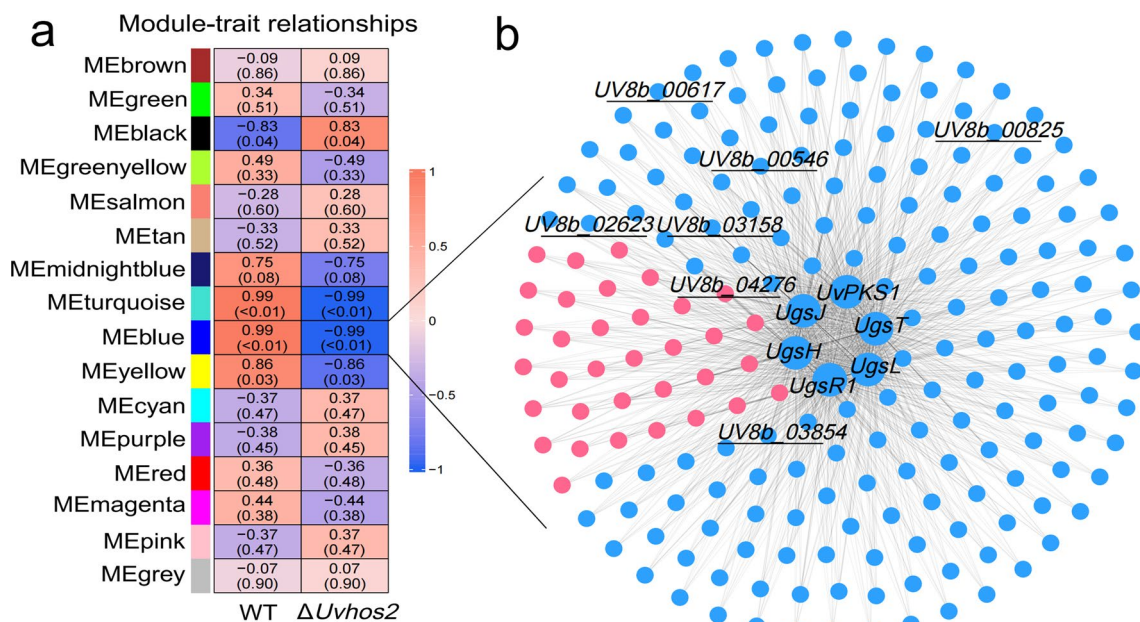 a
Module-trait relationships
MEbrown
−0.09 0.09
(0.86) (0.86)
MEgreen
0.34 −0.34
(0.51) (0.51)
MEblack
−0.83 0.83
(0.04) (0.04)
MEgreenyellow
0.49 −0.49
(0.33) (0.33)
MEsalmon
−0.28 0.28
(0.60) (0.60)
MEtan
−0.33 0.33
(0.52) (0.52)
MEmidnightblue
0.75 −0.75
(0.08) (0.08)
MEturquoise
0.99 −0.99
(<0.01) (<0.01)
MEblue
0.99 −0.99
(<0.01) (<0.01)
MEyellow
0.86 −0.86
(0.03) (0.03)
MEcyan
−0.37 0.37
(0.47) (0.47)
MEpurple
−0.38 0.38
(0.45) (0.45)
MEred
0.36 −0.36
(0.48) (0.48)
MEmagenta
0.44 −0.44
(0.38) (0.38)
MEpink
−0.37 0.37
(0.47) (0.47)
MEgrey
−0.07 0.07
(0.90) (0.90)
WT ΔUvhos2
1
0.5
0
−0.5
−1
b
UV8b_00617
UV8b_00825
UV8b_00546
UV8b_02623 UV8b_03158
UV8b_04276
UvPKS1
UgsJ
UgsT
UgsH
UgsL
UgsR1
UV8b_03854